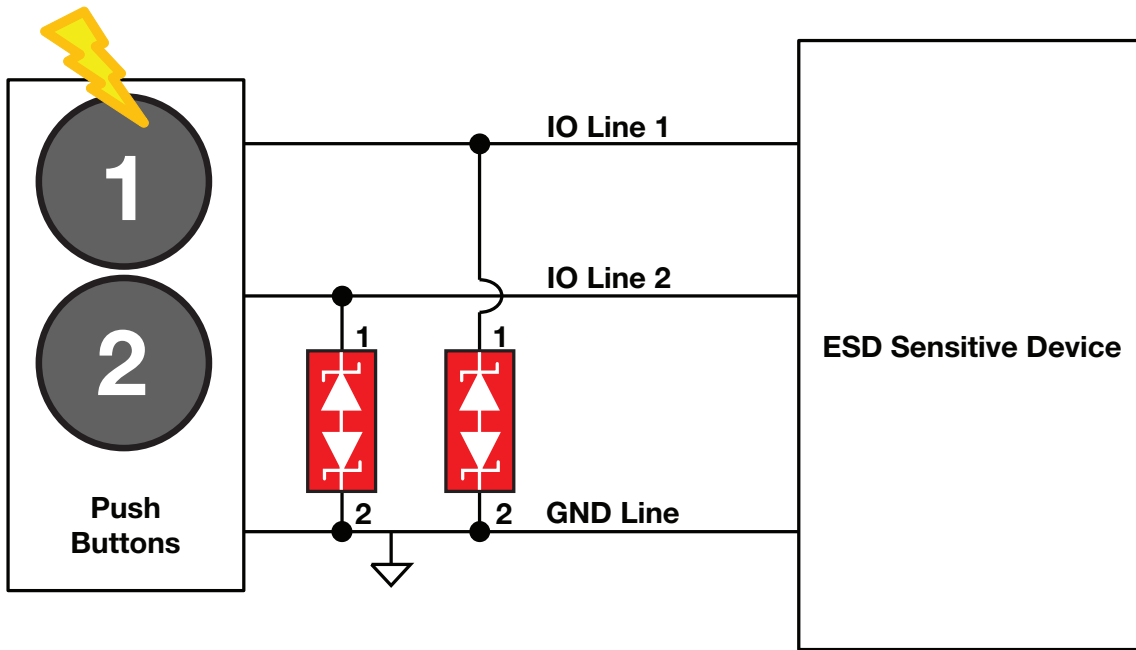 1
IO Line 1
IO Line 2
2
1
1
ESD Sensitive Device
2
2
GND Line
Push
Buttons